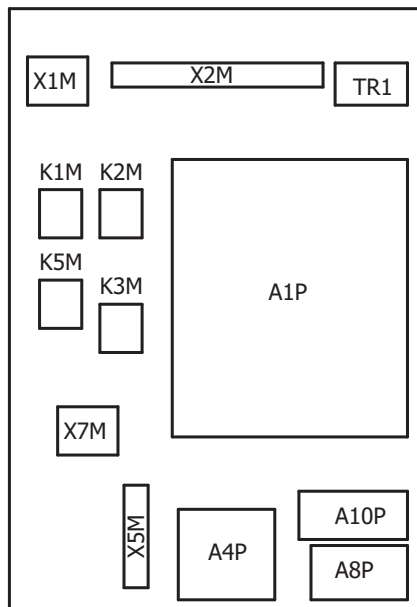 X1M
X2M
TR1
K1M K2M
K5M
K3M
A1P
X7M
X5M
A4P
A10P
A8P